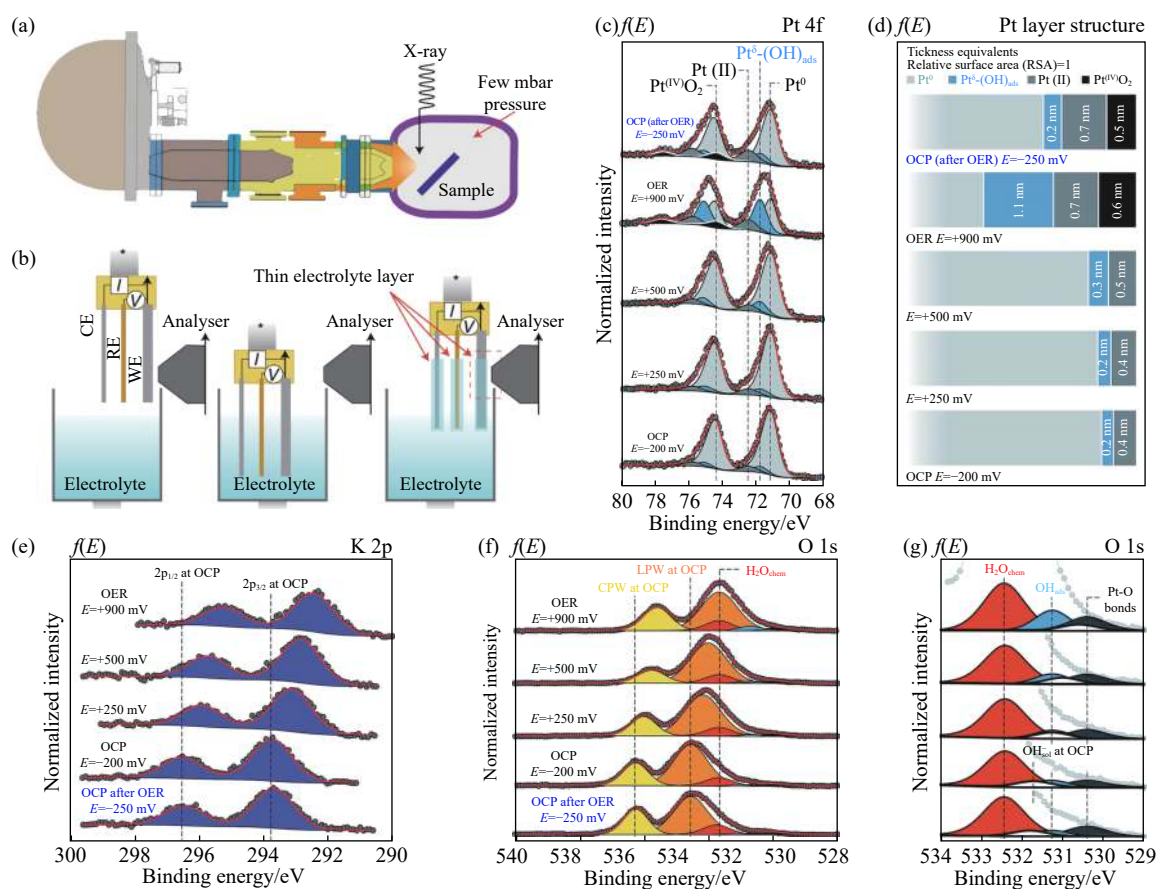 (a)
X-ray
Few mbar
pressure
Sample
(b)
Thin electrolyte layer
*
*
*
I
V
I
V
I
V
CE
RE
WE
Analyser
Analyser
Analyser
Electrolyte
Electrolyte
Electrolyte
(c) f(E) Pt 4f
Ptδ-(OH)ads
Pt (II)
Pt(IV)O2
Pt0
OCP (after OER)
E=−250 mV
OER
E=+900 mV
E=+500 mV
E=+250 mV
OCP
E=−200 mV
Normalized intensity
80 77 75 72 70 68
Binding energy/eV
(d) f(E) Pt layer structure
Tickness equivalents
Relative surface area (RSA)=1
Pt0 Ptδ-(OH)ads Pt (II) Pt(IV)O2
0.2 nm
0.7 nm
0.5 nm
OCP (after OER) E=−250 mV
1.1 nm
0.7 nm
0.6 nm
OER E=+900 mV
0.3 nm
0.5 nm
E=+500 mV
0.2 nm
0.4 nm
E=+250 mV
0.2 nm
0.4 nm
OCP E=−200 mV
(e) f(E) K 2p
2p1/2 at OCP 2p3/2 at OCP
OER
E=+900 mV
E=+500 mV
E=+250 mV
OCP
E=−200 mV
OCP after OER
E=−250 mV
Normalized intensity
300 298 296 294 292 290
Binding energy/eV
(f) f(E) O 1s
LPW at OCP
H2Ochem
CPW at OCP
OER
E=+900 mV
E=+500 mV
E=+250 mV
OCP
E=−200 mV
OCP after OER
E=−250 mV
Normalized intensity
540 535 532 530 528
Binding energy/eV
(g) f(E) O 1s
H2Ochem
OHads
Pt-O
bonds
OH−sol at OCP
Normalized intensity
534 533 532 531 530 529
Binding energy/eV